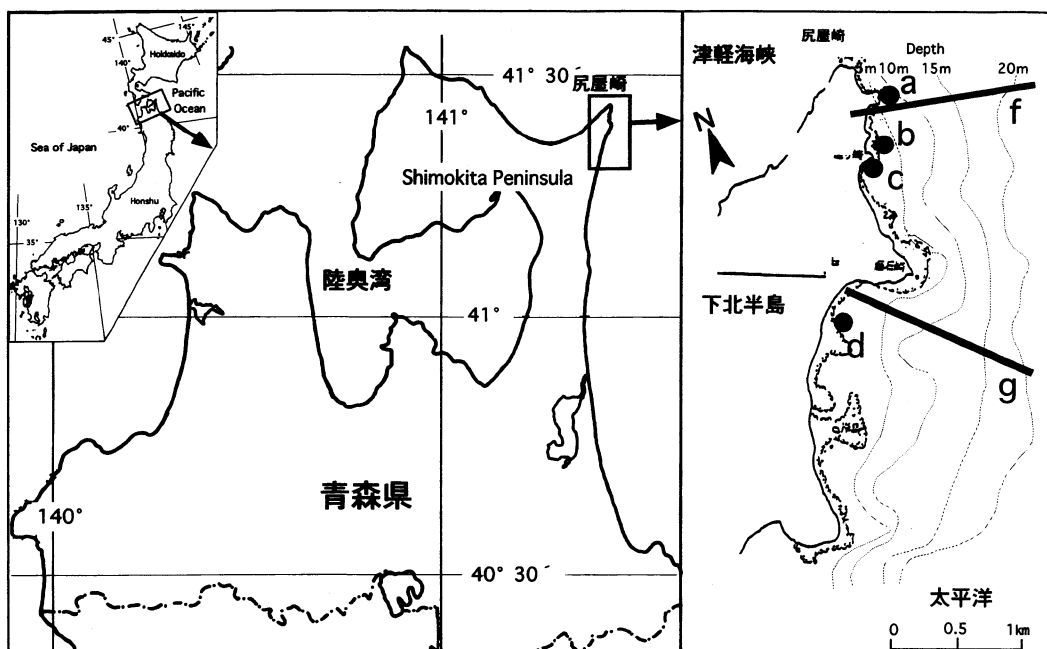 45°
145°
140°
Hokkaido
Pacific
Ocean
40°
Sea of Japan
Honshu
135°
130°
35°
41° 30´
141°
尻屋崎
Shimokita Peninsula
陸奥湾
41°
青森県
140°
40° 30´
尻屋崎
津軽海峡
Depth
5m 10m 15m 20m
a
f
N
b
c
下北半島
d
g
太平洋
0 0.5 1km